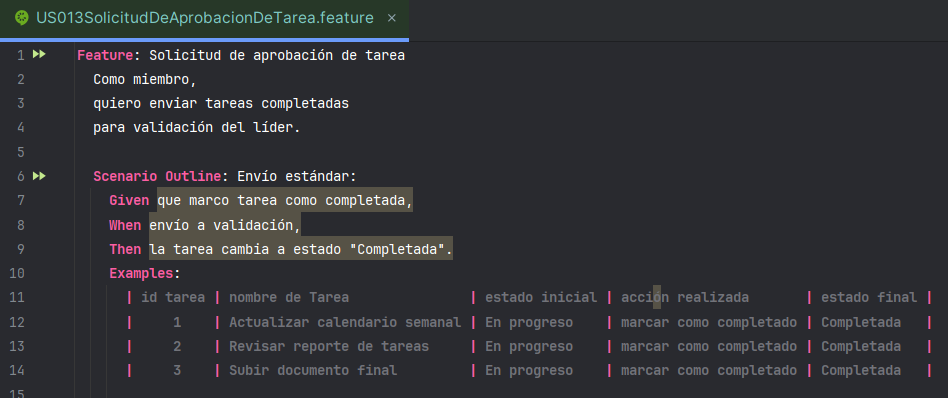 US013SolicitudDeAprobacionDeTarea.feature ×
1 Feature: Solicitud de aprobación de tarea
2 Como miembro,
3 quiero enviar tareas completadas
4 para validación del líder.
5
6 Scenario Outline: Envío estándar:
7 Given que marco tarea como completada,
8 When envío a validación,
9 Then la tarea cambia a estado "Completada".
10 Examples:
11 | id tarea | nombre de Tarea | estado inicial | acción realizada | estado final |
12 | 1 | Actualizar calendario semanal | En progreso | marcar como completado | Completada |
13 | 2 | Revisar reporte de tareas | En progreso | marcar como completado | Completada |
14 | 3 | Subir documento final | En progreso | marcar como completado | Completada |
15